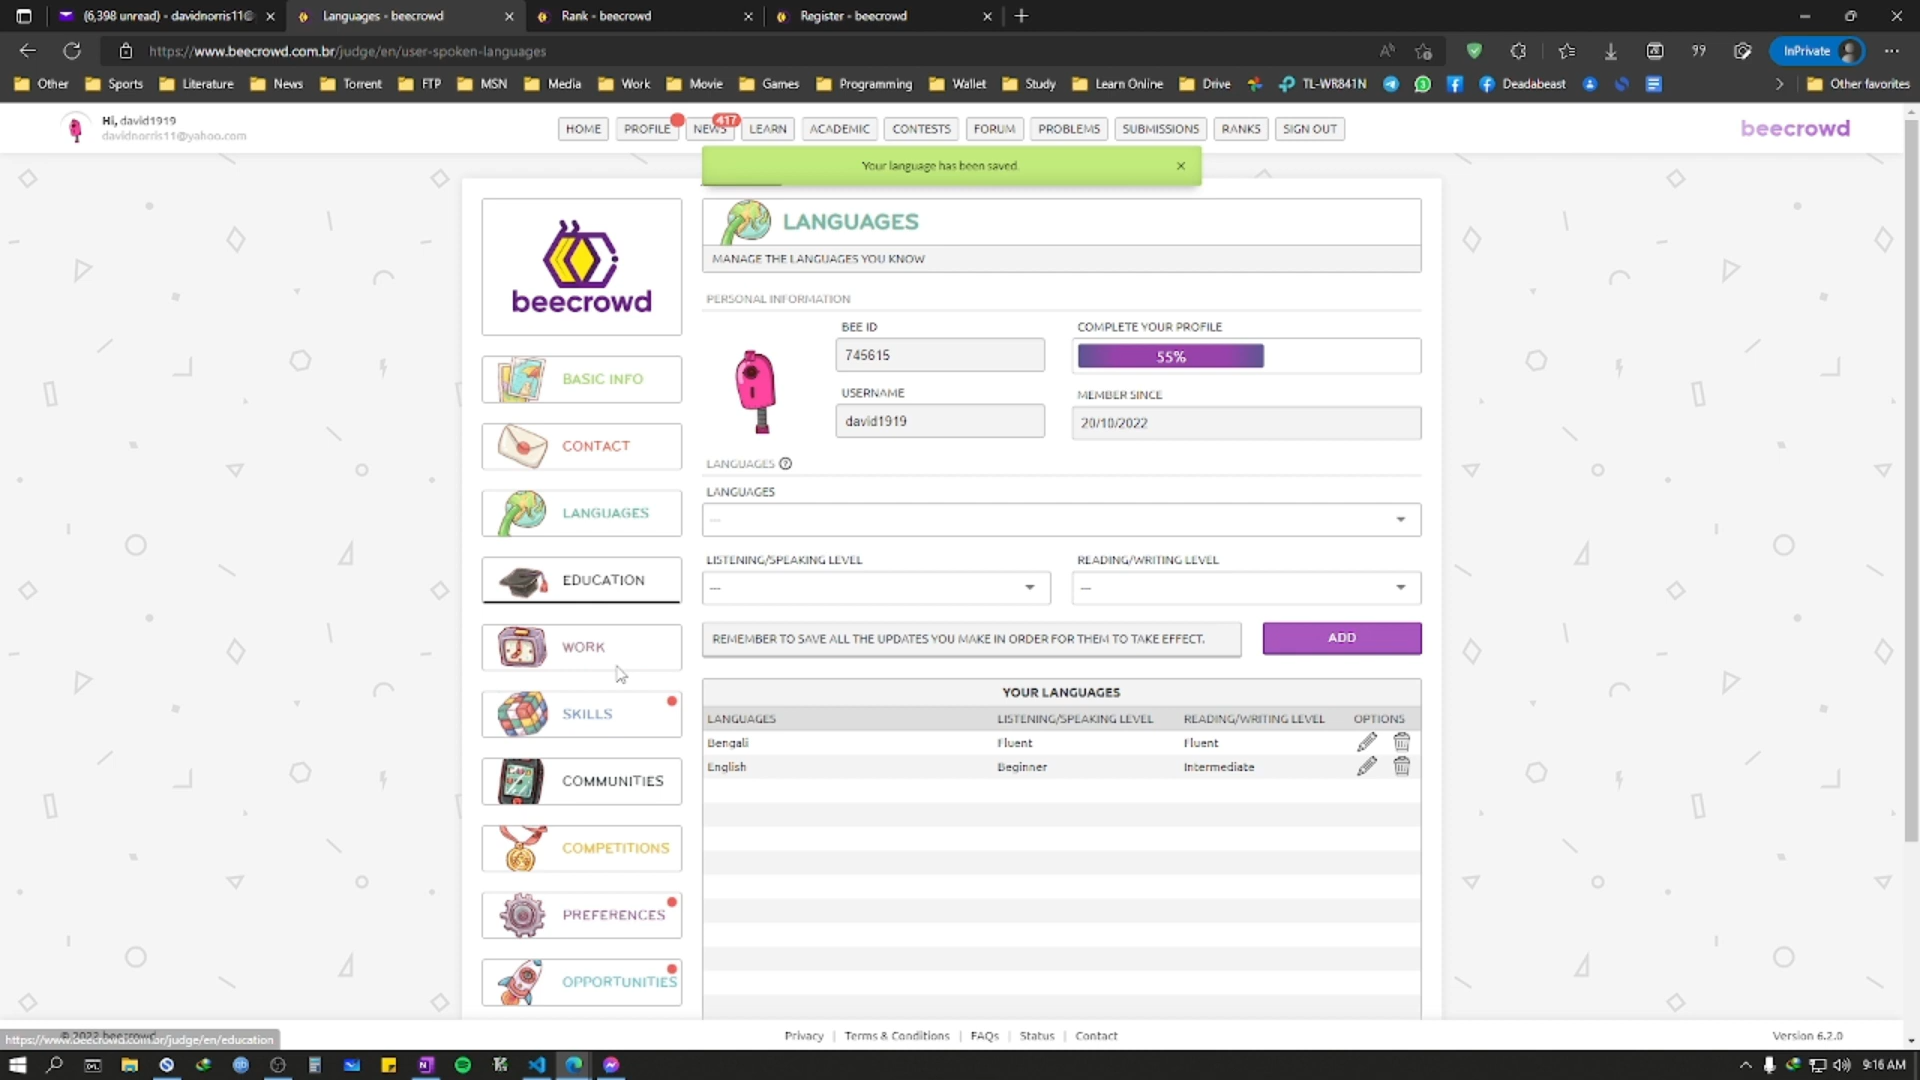 (6,398 unread) - davidnorris11@
Languages - beecrowd
Rank - beecrowd
Register - beecrowd
https://www.beecrowd.com.br/judge/en/user-spoken-languages
InPrivate
Other
Sports
Literature
News
Torrent
FTP
MSN
Media
Work
Movie
Games
Programming
Wallet
Study
Learn Online
Drive
TL-WR841N
Deadabeast
Other favorites
Hi, david1919
davidnorris11@yahoo.com
HOME
PROFILE
NEWS
417
LEARN
ACADEMIC
CONTESTS
FORUM
PROBLEMS
SUBMISSIONS
RANKS
SIGN OUT
beecrowd
Your language has been saved.
beecrowd
BASIC INFO
CONTACT
LANGUAGES
EDUCATION
WORK
SKILLS
COMMUNITIES
COMPETITIONS
PREFERENCES
OPPORTUNITIES
LANGUAGES
MANAGE THE LANGUAGES YOU KNOW
PERSONAL INFORMATION
BEE ID
745615
COMPLETE YOUR PROFILE
55%
USERNAME
david1919
MEMBER SINCE
20/10/2022
LANGUAGES
LANGUAGES
---
LISTENING/SPEAKING LEVEL
READING/WRITING LEVEL
---
---
REMEMBER TO SAVE ALL THE UPDATES YOU MAKE IN ORDER FOR THEM TO TAKE EFFECT.
ADD
YOUR LANGUAGES
LANGUAGES LISTENING/SPEAKING LEVEL READING/WRITING LEVEL OPTIONS
Bengali Fluent Fluent
English Beginner Intermediate
https://www.beecrowd.com.br/judge/en/education
Privacy | Terms & Conditions | FAQs | Status | Contact
Version 6.2.0
9:16 AM